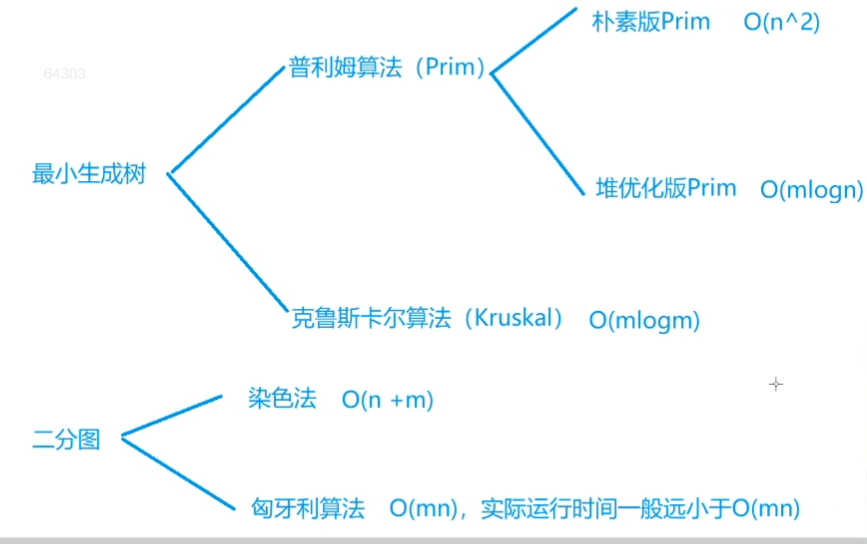 朴素版Prim O(n^2)
普利姆算法（Prim）
64303
最小生成树
堆优化版Prim O(mlogn)
克鲁斯卡尔算法（Kruskal） O(mlogm)
染色法 O(n +m)
二分图
匈牙利算法 O(mn)，实际运行时间一般远小于O(mn)